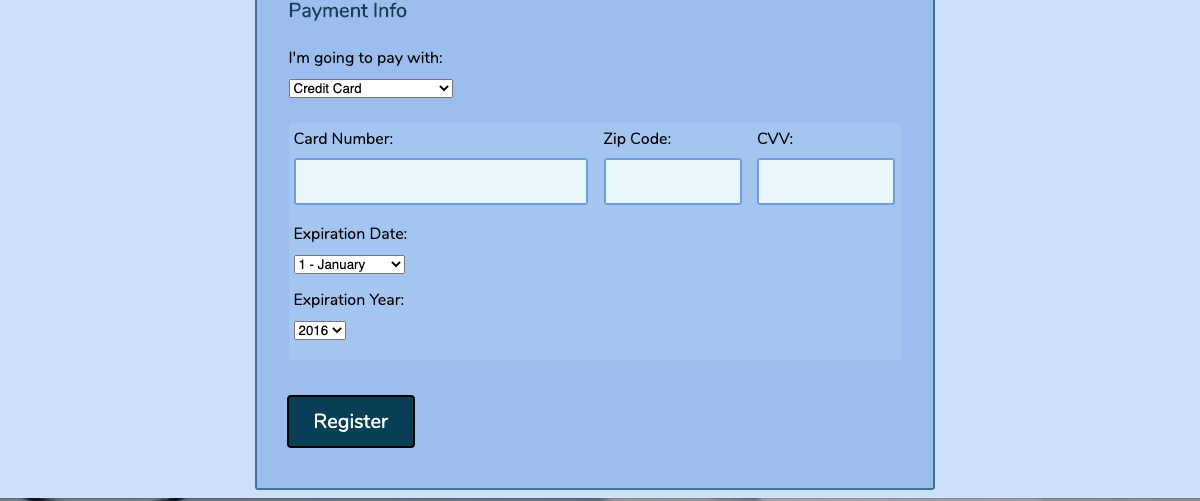 Payment Info
I'm going to pay with:
Credit Card
Card Number: Zip Code: CVV:
Expiration Date:
1 - January
Expiration Year:
2016
Register